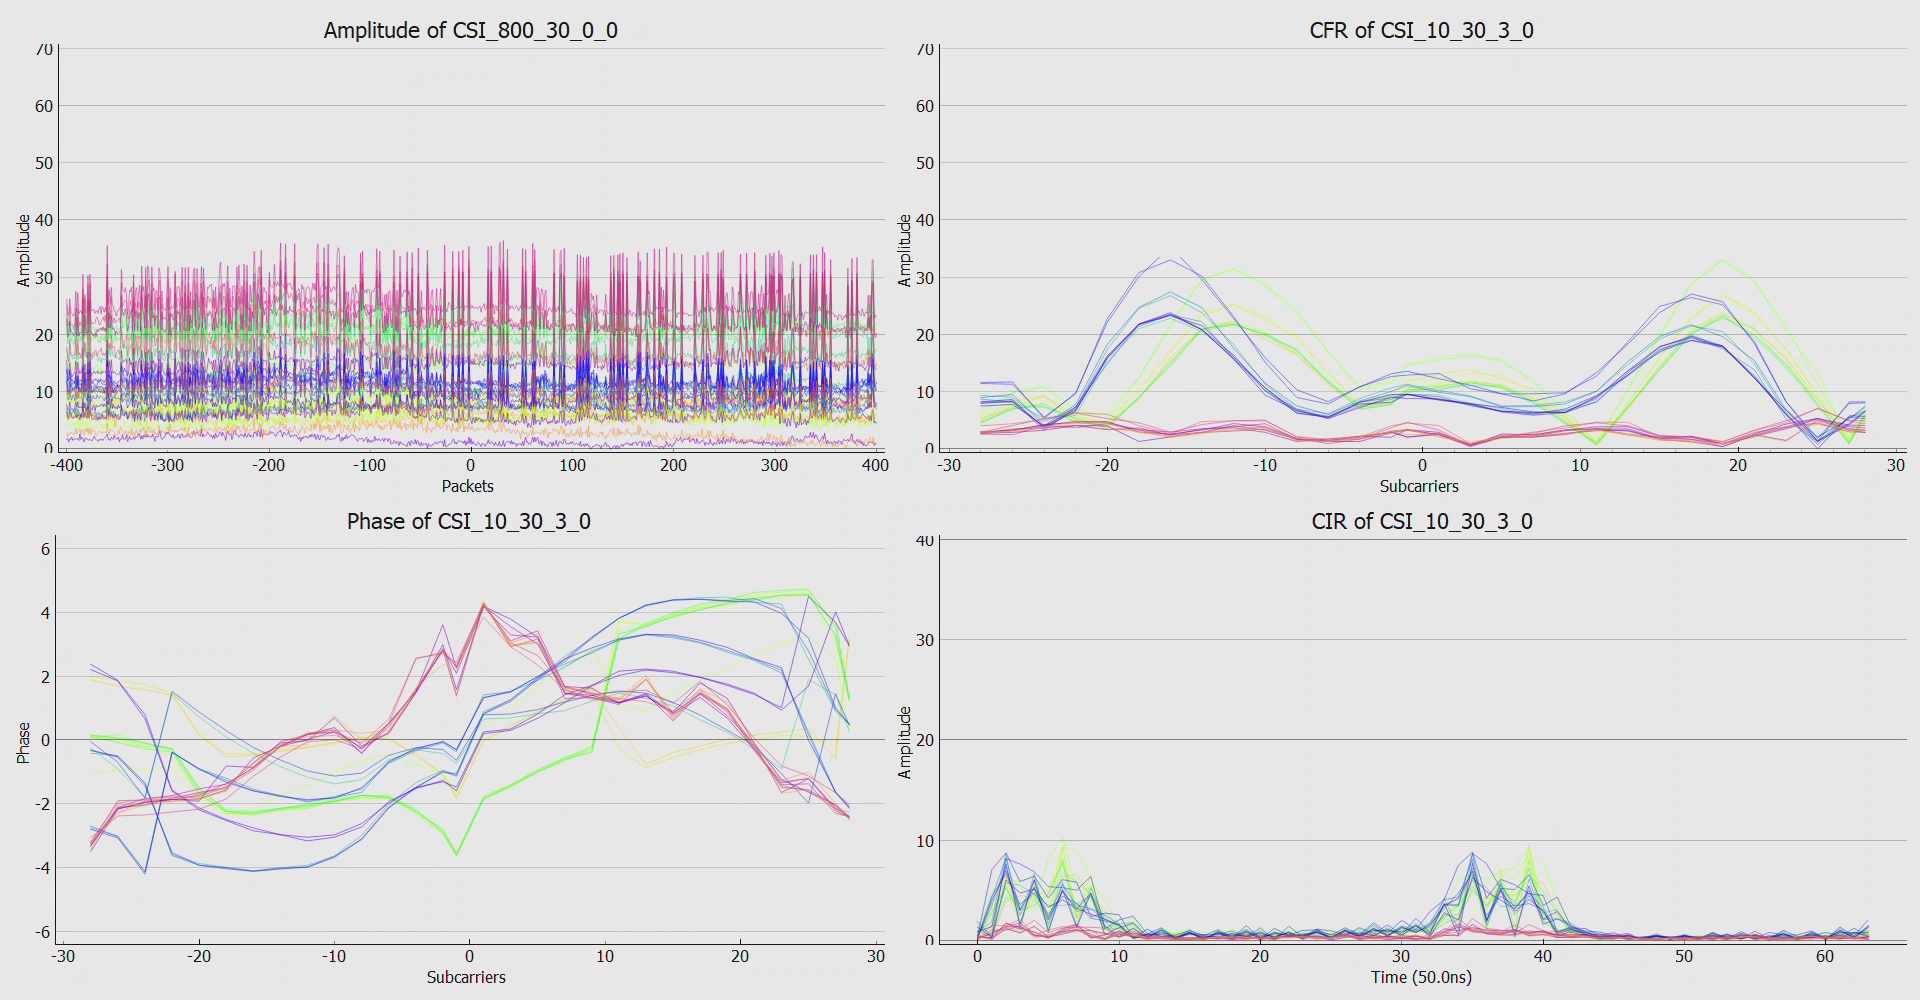 Amplitude of CSI_800_30_0_0
70
60
50
40
30
20
10
0
Amplitude
-400 -300 -200 -100 0 100 200 300 400
Packets
CFR of CSI_10_30_3_0
70
60
50
40
30
20
10
0
Amplitude
-30 -20 -10 0 10 20 30
Subcarriers
Phase of CSI_10_30_3_0
6
4
2
0
-2
-4
-6
Phase
-30 -20 -10 0 10 20 30
Subcarriers
CIR of CSI_10_30_3_0
40
30
20
10
0
Amplitude
0 10 20 30 40 50 60
Time (50.0ns)